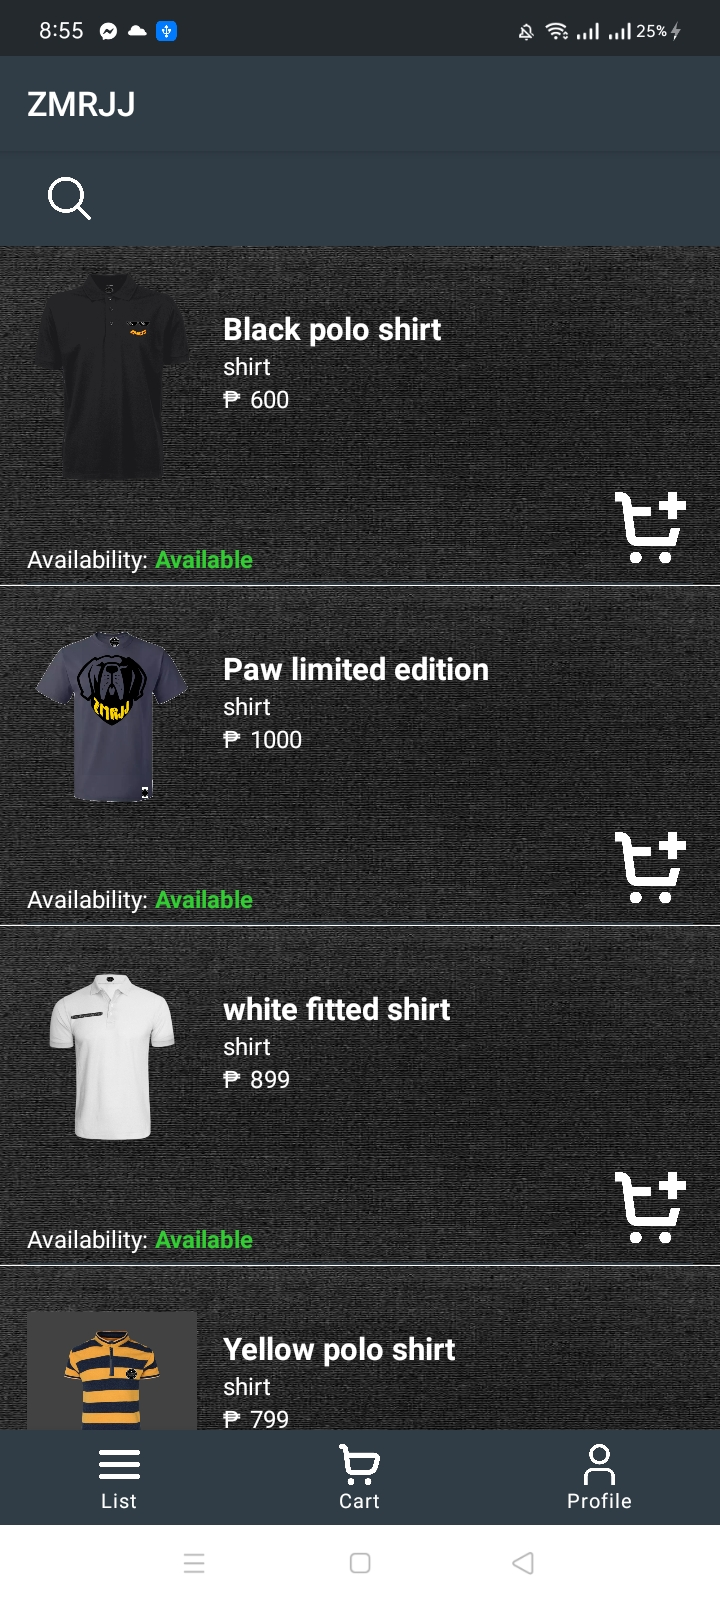 8:55
25%
ZMRJJ
Black polo shirt
shirt
₱ 600
Availability: Available
ZMRJJ
Paw limited edition
shirt
₱ 1000
Availability: Available
white fitted shirt
shirt
₱ 899
Availability: Available
Yellow polo shirt
shirt
₱ 799
List
Cart
Profile